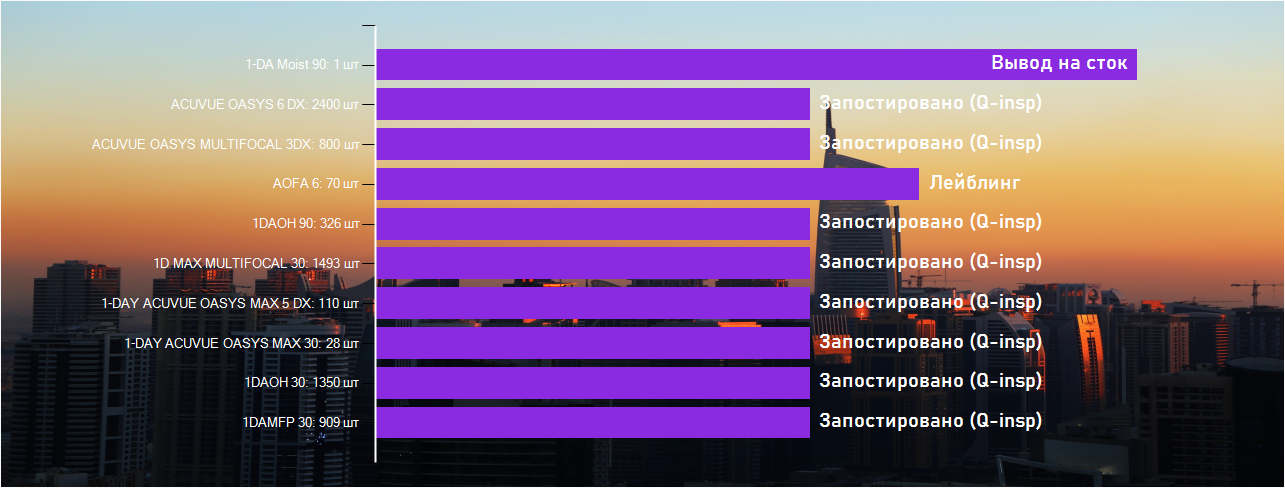 1-DA Moist 90: 1 шт Вывод на сток
ACUVUE OASYS 6 DX: 2400 шт Запостировано (Q-insp)
ACUVUE OASYS MULTIFOCAL 3DX: 800 шт Запостировано (Q-insp)
AOFA 6: 70 шт Лейблинг
1DAOH 90: 326 шт Запостировано (Q-insp)
1D MAX MULTIFOCAL 30: 1493 шт Запостировано (Q-insp)
1-DAY ACUVUE OASYS MAX 5 DX: 110 шт Запостировано (Q-insp)
1-DAY ACUVUE OASYS MAX 30: 28 шт Запостировано (Q-insp)
1DAOH 30: 1350 шт Запостировано (Q-insp)
1DAMFP 30: 909 шт Запостировано (Q-insp)